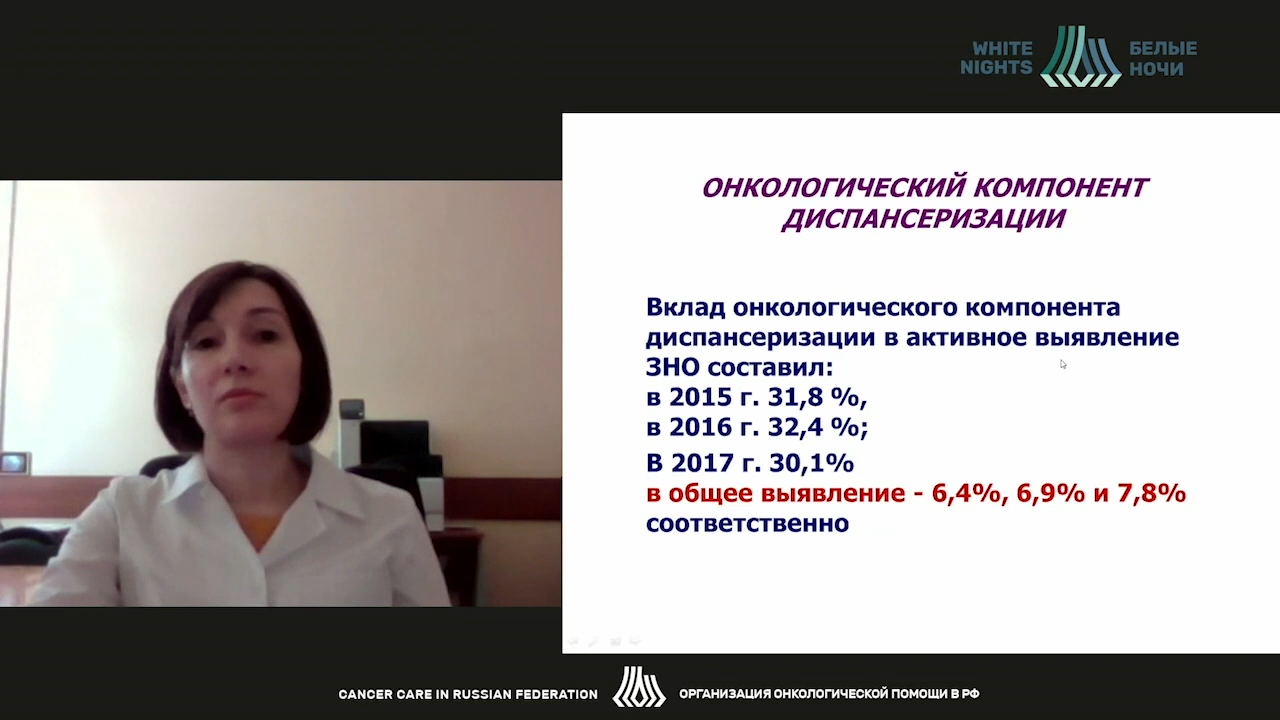 WHITE
NIGHTS
БЕЛЫЕ
НОЧИ
ОНКОЛОГИЧЕСКИЙ КОМПОНЕНТ
ДИСПАНСЕРИЗАЦИИ
Вклад онкологического компонента
диспансеризации в активное выявление
ЗНО составил:
в 2015 г. 31,8 %,
в 2016 г. 32,4 %;
В 2017 г. 30,1%
в общее выявление - 6,4%, 6,9% и 7,8%
соответственно
CANCER CARE IN RUSSIAN FEDERATION
ОРГАНИЗАЦИЯ ОНКОЛОГИЧЕСКОЙ ПОМОЩИ В РФ